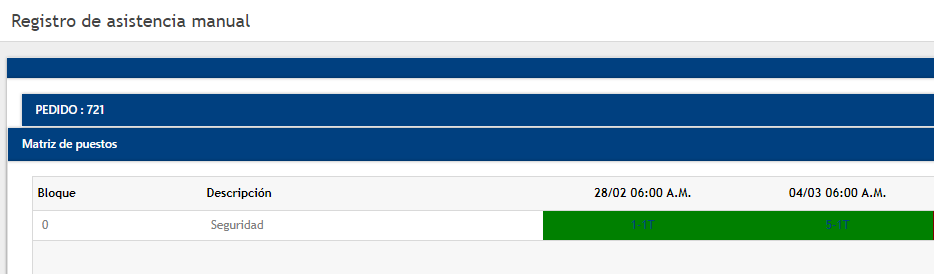 Registro de asistencia manual
PEDIDO : 721
Matriz de puestos
Bloque Descripción 28/02 06:00 A.M. 04/03 06:00 A.M.
0 Seguridad 1-1T 5-1T